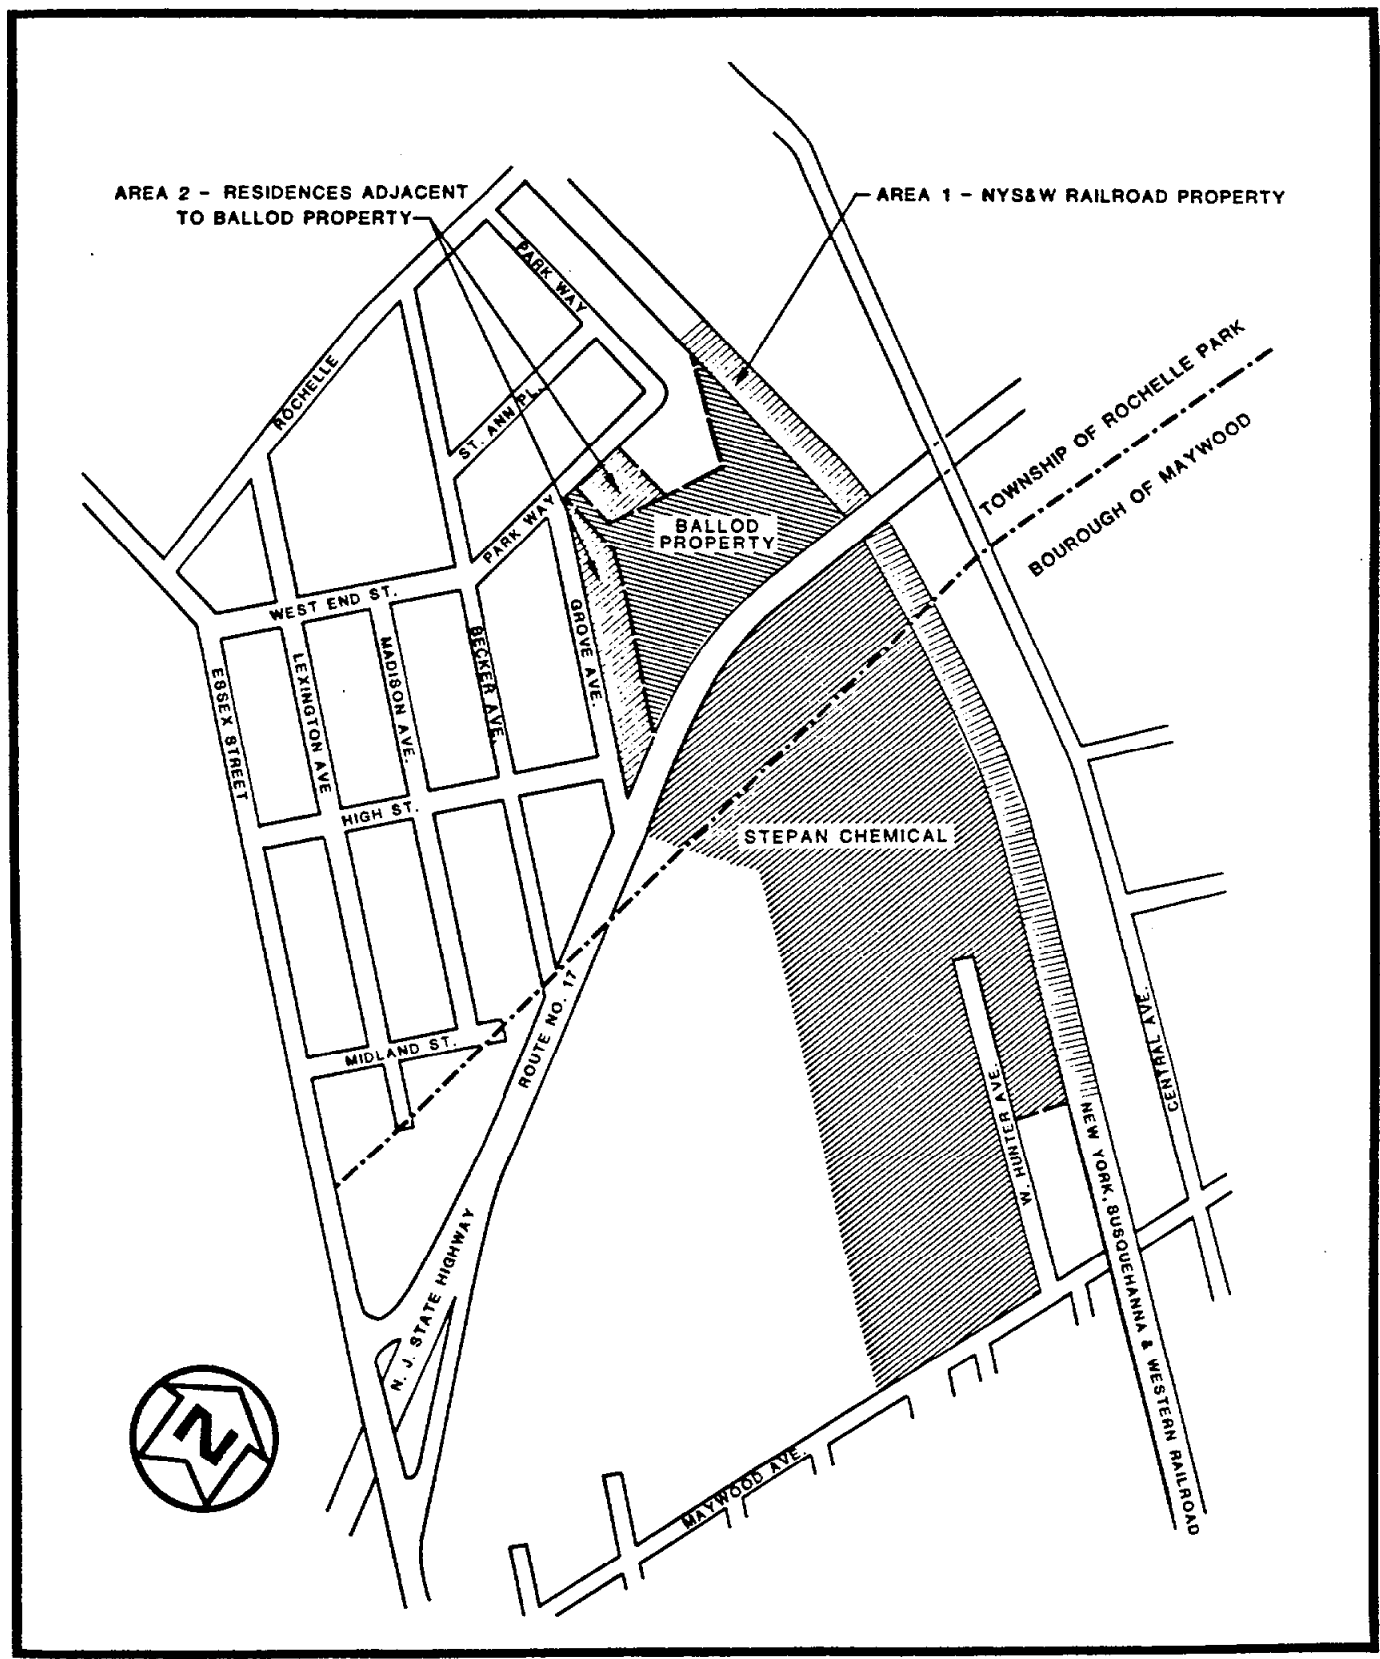 AREA 2 - RESIDENCES ADJACENT
TO BALLOD PROPERTY
AREA 1 - NYS&W RAILROAD PROPERTY
PARK WAY
ROCHELLE
ST. ANN PL.
TOWNSHIP OF ROCHELLE PARK
BOUROUGH OF MAYWOOD
PARK WAY
BALLOD
PROPERTY
WEST END ST.
GROVE AVE.
BECKER AVE.
MADISON AVE.
LEXINGTON AVE
ESSEX STREET
HIGH ST.
STEPAN CHEMICAL
ROUTE NO. 17
MIDLAND ST.
W. HUNTER AVE.
CENTRAL AVE.
NEW YORK, SUSQUEHANNA & WESTERN RAILROAD
N. J. STATE HIGHWAY
N
MAYWOOD AVE.